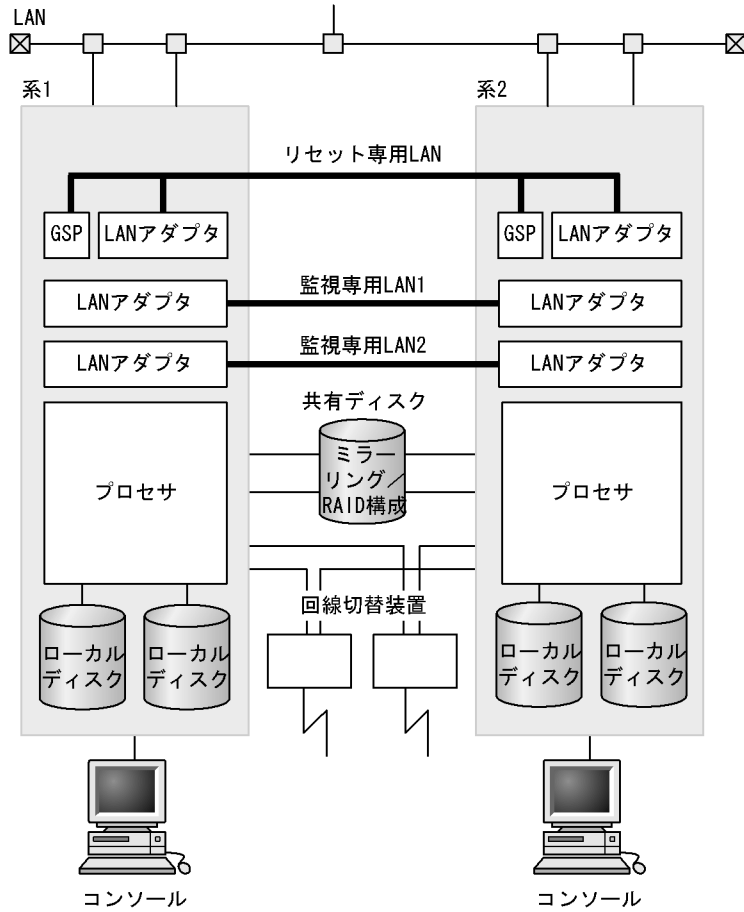 LAN
系1
系2
リセット専用LAN
GSP
LANアダプタ
GSP
LANアダプタ
LANアダプタ
監視専用LAN1
LANアダプタ
LANアダプタ
監視専用LAN2
LANアダプタ
共有ディスク
ミラー
リング/
RAID構成
プロセサ
プロセサ
回線切替装置
ローカル
ディスク
ローカル
ディスク
ローカル
ディスク
ローカル
ディスク
コンソール
コンソール